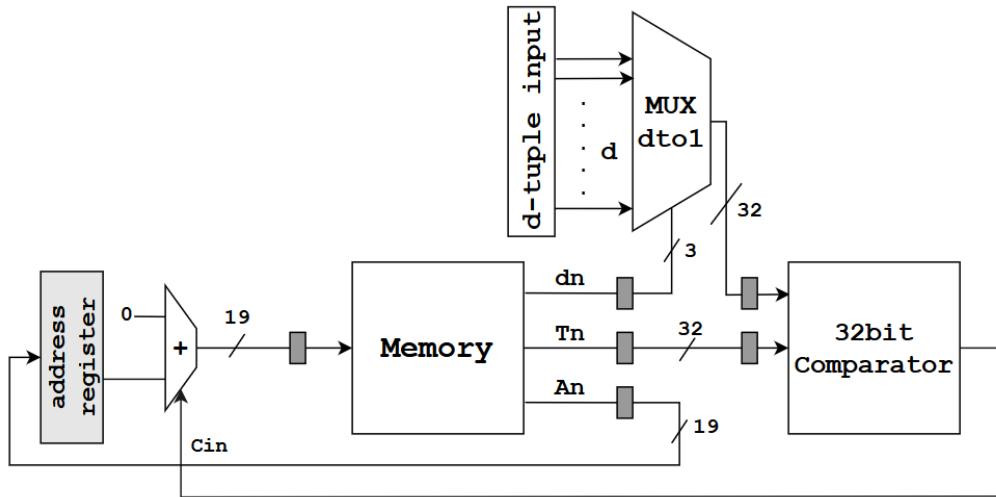 d-tuple input
MUX
dto1
d
32
3
address
register
0
+
19
Memory
dn
Tn
32
An
19
32bit
Comparator
Cin